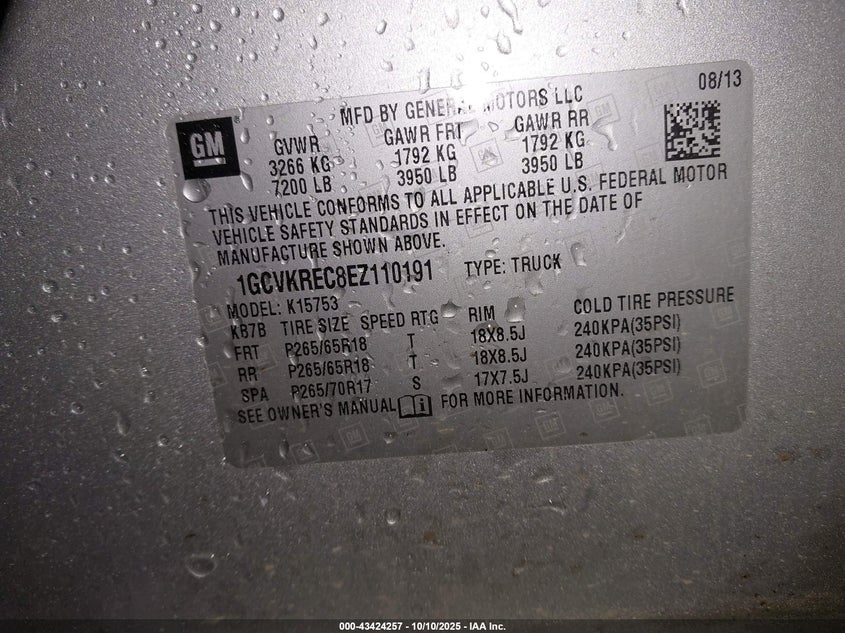 08/13
MFD BY GENERAL MOTORS LLC
GM
GVWR GAWR FRT GAWR RR
3266 KG 1792 KG 1792 KG
7200 LB 3950 LB 3950 LB
THIS VEHICLE CONFORMS TO ALL APPLICABLE U.S. FEDERAL MOTOR
VEHICLE SAFETY STANDARDS IN EFFECT ON THE DATE OF
MANUFACTURE SHOWN ABOVE.
1GCVKREC8EZ110191 TYPE: TRUCK
MODEL: K15753
KB7B TIRE SIZE SPEED RTG RIM COLD TIRE PRESSURE
FRT P265/65R18 T 18X8.5J 240KPA(35PSI)
RR P265/65R18 T 18X8.5J 240KPA(35PSI)
SPA P265/70R17 S 17X7.5J 240KPA(35PSI)
SEE OWNER'S MANUAL FOR MORE INFORMATION.
000-43424257 - 10/10/2025 - IAA Inc.